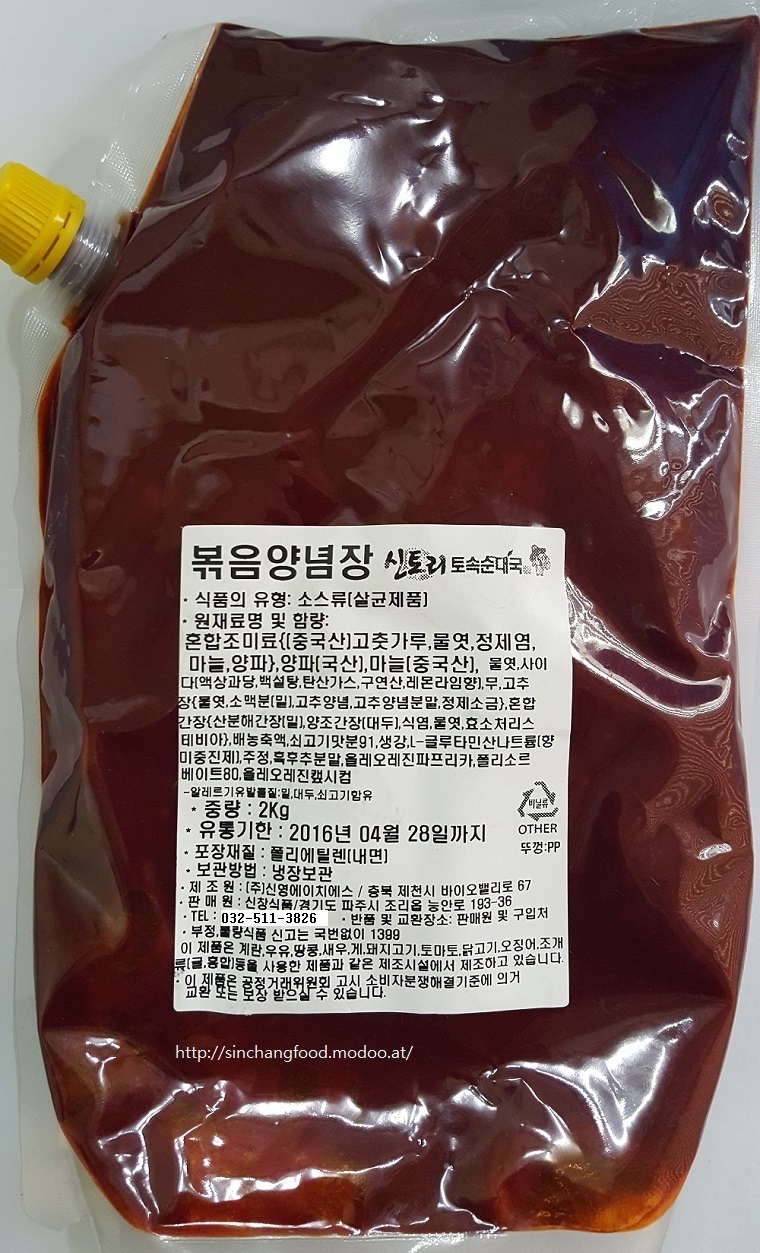 볶음양념장 신토리 토속순대국
· 식품의 유형: 소스류(살균제품)
· 원재료명 및 함량:
혼합조미료{(중국산)고춧가루,물엿,정제염,
마늘,양파},양파(국산),마늘(중국산), 물엿,사이
다(액상과당,백설탕,탄산가스,구연산,레몬라임향),무,고추
장{물엿,소맥분(밀),고추양념,고추양념분말,정제소금},혼합
간장{산분해간장(밀),양조간장(대두),식염,물엿,효소처리스
테비아},배농축액,쇠고기맛분91,생강,L-글루타민산나트륨(향
미증진제),주정,흑후추분말,올레오레진파프리카,폴리소르
베이트80,올레오레진캪시컴
-알레르기유발물질:밀,대두,쇠고기함유
* 중량 : 2Kg
* 유통기한 : 2016년 04월 28일까지
· 포장재질 : 폴리에틸렌(내면)
· 보관방법 : 냉장보관
비닐류
OTHER
뚜껑:PP
· 제 조 원 : (주)신영에이치에스 / 충북 제천시 바이오밸리로 67
· 판 매 원 : 신창식품/경기도 파주시 조리읍 능안로 193-36
· TEL : 032-511-3826 · 반품 및 교환장소: 판매원 및 구입처
· 부정,불량식품 신고는 국번없이 1399
이 제품은 계란,우유,땅콩,새우,게,돼지고기,토마토,닭고기,오징어,조개
류(굴,홍합)등을 사용한 제품과 같은 제조시설에서 제조하고 있습니다.
· 이 제품은 공정거래위원회 고시 소비자분쟁해결기준에 의거
교환 또는 보상 받으실 수 있습니다.
http://sinchangfood.modoo.at/